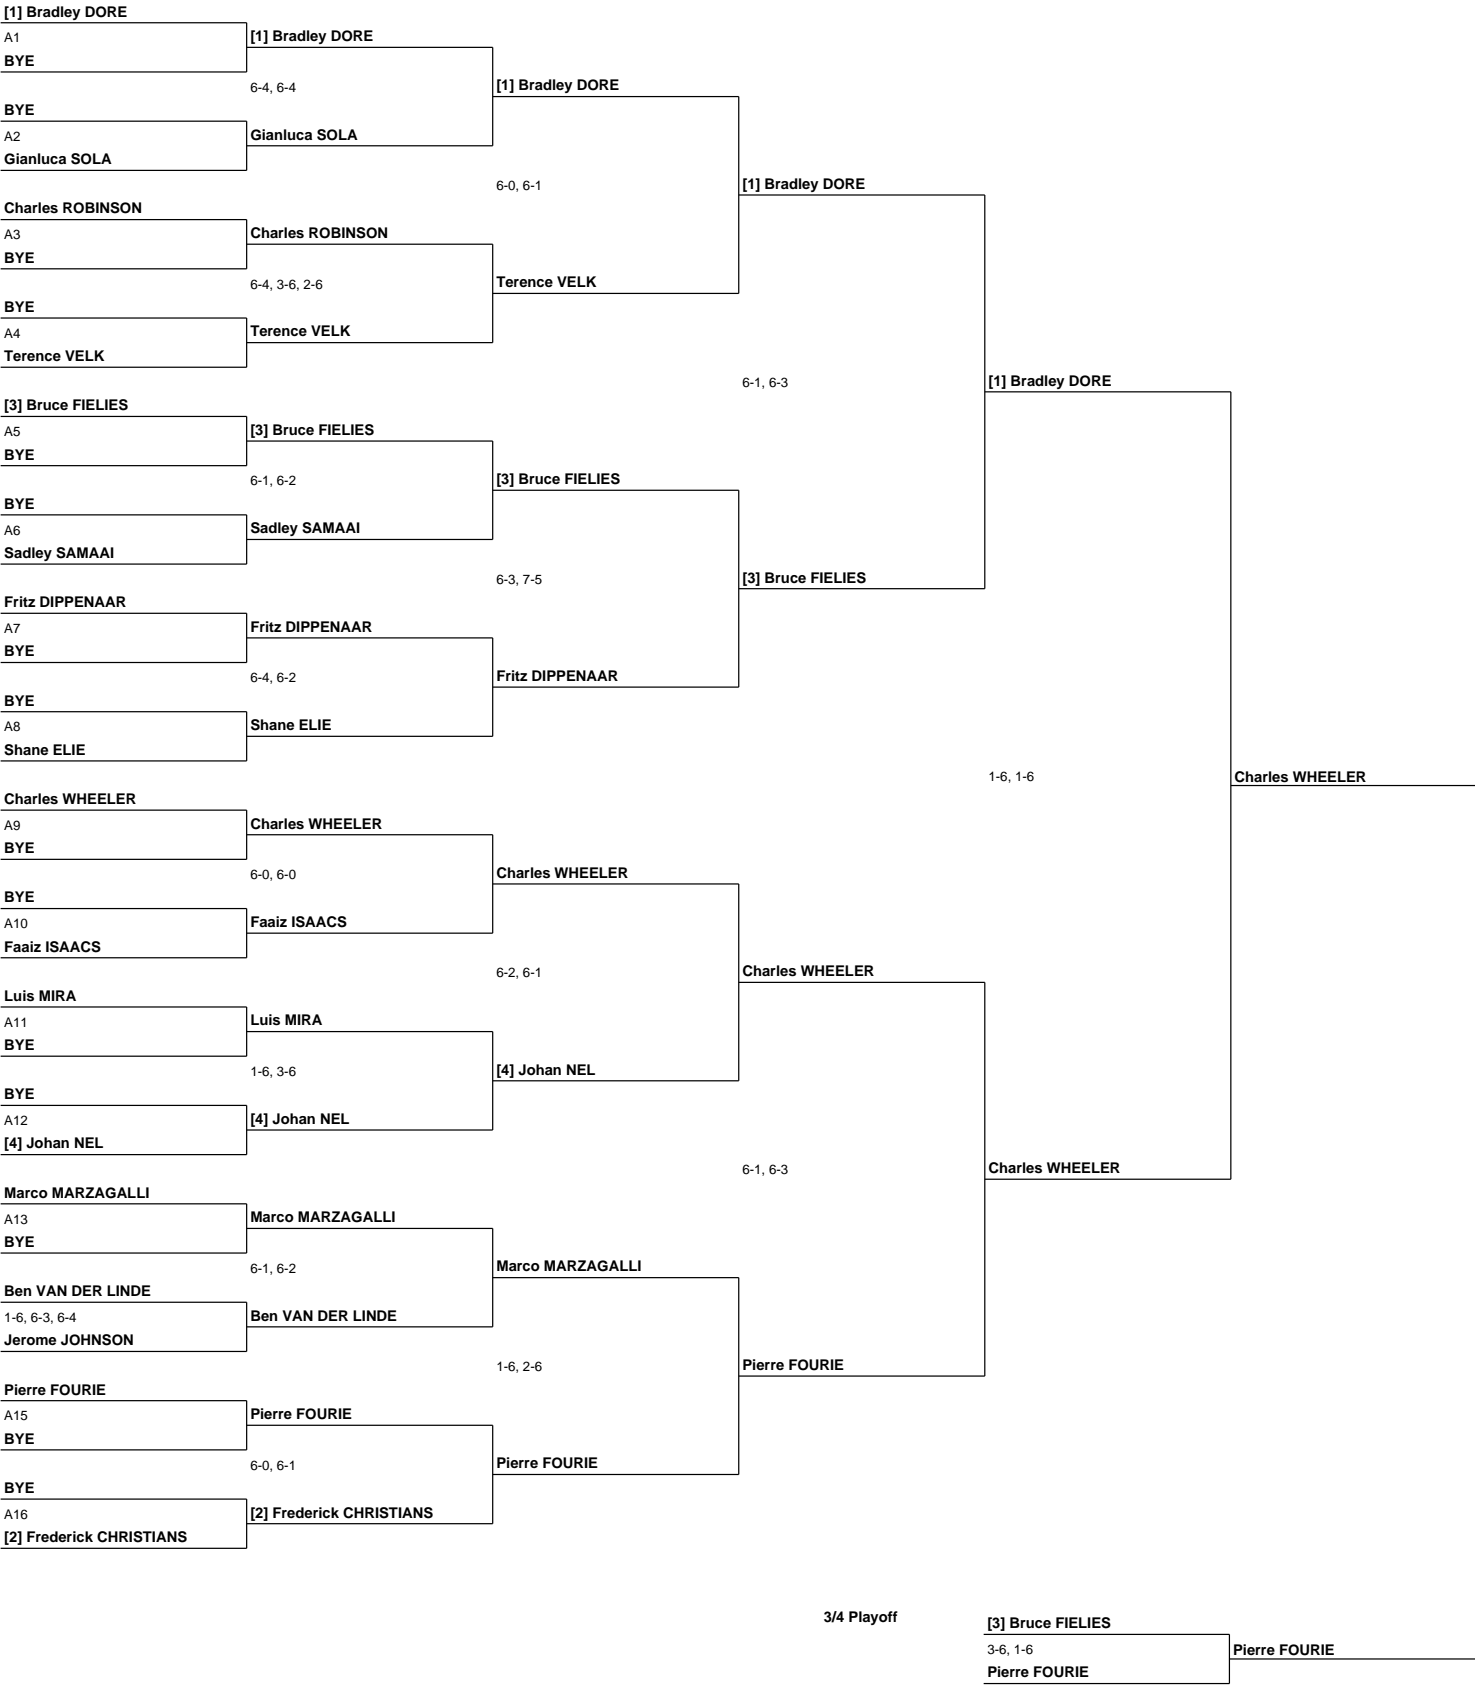 [1] Bradley DORE
A1
BYE
BYE
A2
Gianluca SOLA
Charles ROBINSON
A3
BYE
BYE
A4
Terence VELK
[3] Bruce FIELIES
A5
BYE
BYE
A6
Sadley SAMAAI
Fritz DIPPENAAR
A7
BYE
BYE
A8
Shane ELIE
Charles WHEELER
A9
BYE
BYE
A10
Faaiz ISAACS
Luis MIRA
A11
BYE
BYE
A12
[4] Johan NEL
Marco MARZAGALLI
A13
BYE
Ben VAN DER LINDE
1-6, 6-3, 6-4
Jerome JOHNSON
Pierre FOURIE
A15
BYE
BYE
A16
[2] Frederick CHRISTIANS
[1] Bradley DORE
6-4, 6-4
Gianluca SOLA
Charles ROBINSON
6-4, 3-6, 2-6
Terence VELK
[3] Bruce FIELIES
6-1, 6-2
Sadley SAMAAI
Fritz DIPPENAAR
6-4, 6-2
Shane ELIE
Charles WHEELER
6-0, 6-0
Faaiz ISAACS
Luis MIRA
1-6, 3-6
[4] Johan NEL
Marco MARZAGALLI
6-1, 6-2
Ben VAN DER LINDE
Pierre FOURIE
6-0, 6-1
[2] Frederick CHRISTIANS
[1] Bradley DORE
6-0, 6-1
Terence VELK
[3] Bruce FIELIES
6-3, 7-5
Fritz DIPPENAAR
Charles WHEELER
6-2, 6-1
[4] Johan NEL
Marco MARZAGALLI
1-6, 2-6
Pierre FOURIE
[1] Bradley DORE
6-1, 6-3
[3] Bruce FIELIES
Charles WHEELER
6-1, 6-3
Pierre FOURIE
[1] Bradley DORE
1-6, 1-6
Charles WHEELER
Charles WHEELER
3/4 Playoff
[3] Bruce FIELIES
3-6, 1-6
Pierre FOURIE
Pierre FOURIE